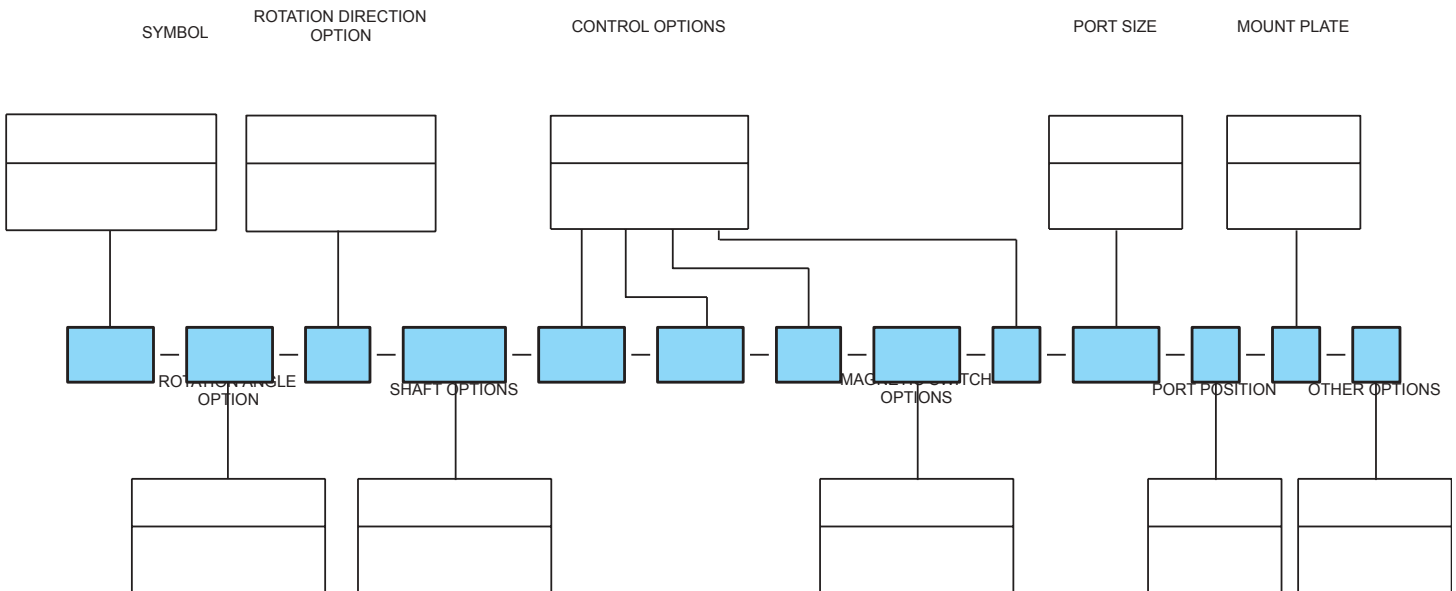 SYMBOL
ROTATION DIRECTION
OPTION
CONTROL OPTIONS
PORT SIZE
MOUNT PLATE
ROTATION ANGLE
OPTION
SHAFT OPTIONS
MAGNETIC SWITCH
OPTIONS
PORT POSITION
OTHER OPTIONS